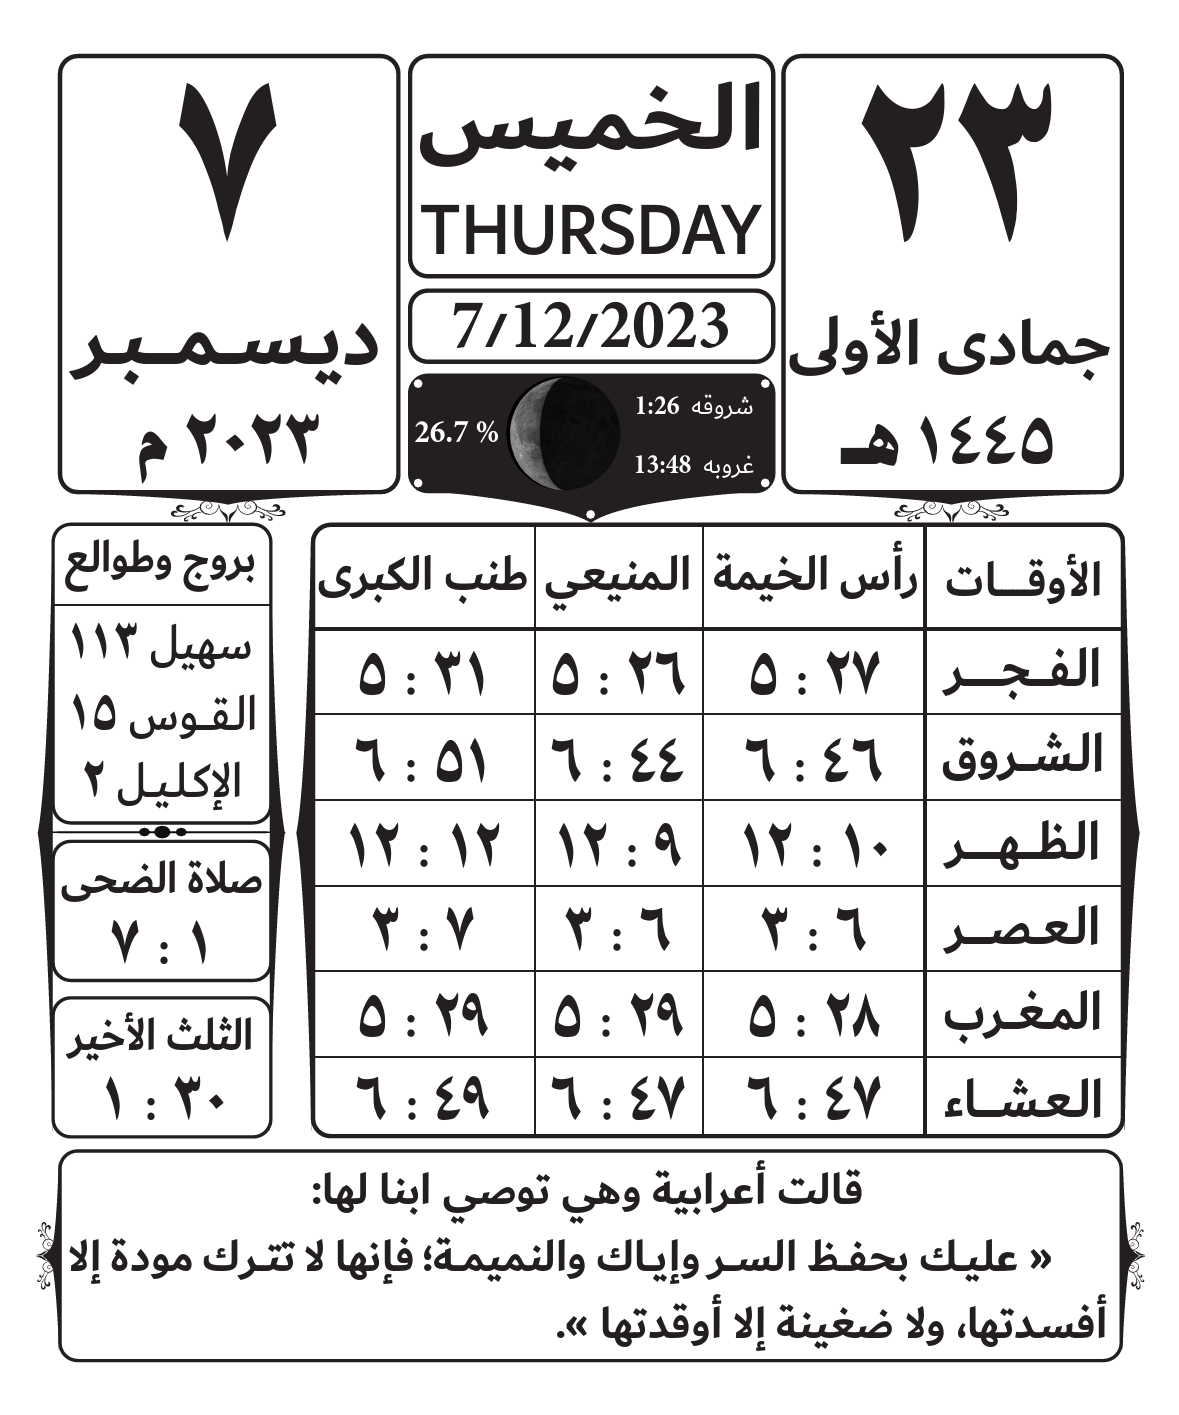 ٢٣
جمادى الأولى
١٤٤٥ هـ
الخميس
THURSDAY
7/12/2023
شروقه 1:26
غروبه 13:48
26.7 %
٧
ديسمبر
٢٠٢٣ م
الأوقات رأس الخيمة المنيعي طنب الكبرى
الفجر ٢٧ : ٥ ٢٦ : ٥ ٣١ : ٥
الشروق ٤٦ : ٦ ٤٤ : ٦ ٥١ : ٦
الظهر ١٠ : ١٢ ٩ : ١٢ ١٢ : ١٢
العصر ٦ : ٣ ٦ : ٣ ٧ : ٣
المغرب ٢٨ : ٥ ٢٩ : ٥ ٢٩ : ٥
العشاء ٤٧ : ٦ ٤٧ : ٦ ٤٩ : ٦
بروج وطوالع
سهيل ١١٣
القوس ١٥
الإكليل ٢
صلاة الضحى
١ : ٧
الثلث الأخير
٣٠ : ١
قالت أعرابية وهي توصي ابنا لها:
« عليك بحفظ السر وإياك والنميمة؛ فإنها لا تترك مودة إلا
أفسدتها، ولا ضغينة إلا أوقدتها ».